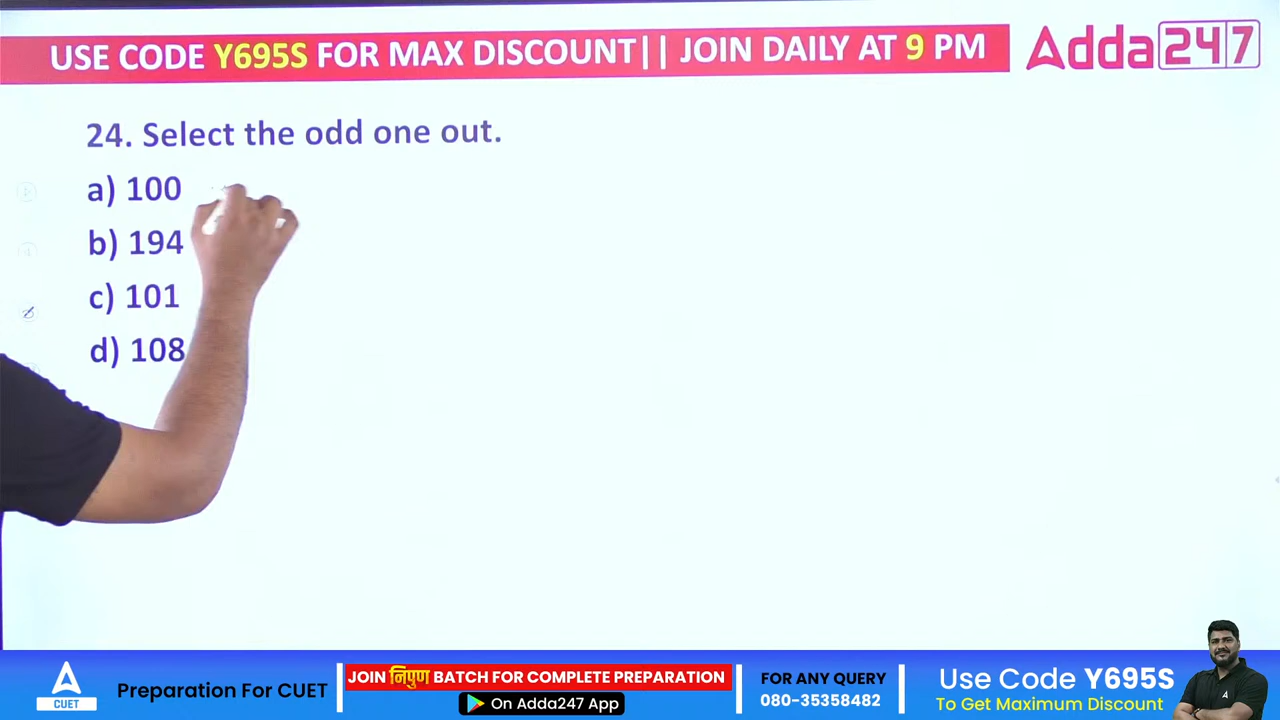 USE CODE Y695S FOR MAX DISCOUNT|| JOIN DAILY AT 9 PM
Adda247
24. Select the odd one out.
a) 100
b) 194
c) 101
d) 108
CUET
Preparation For CUET
JOIN निपुण BATCH FOR COMPLETE PREPARATION
On Adda247 App
FOR ANY QUERY
080-35358482
Use Code Y695S
To Get Maximum Discount